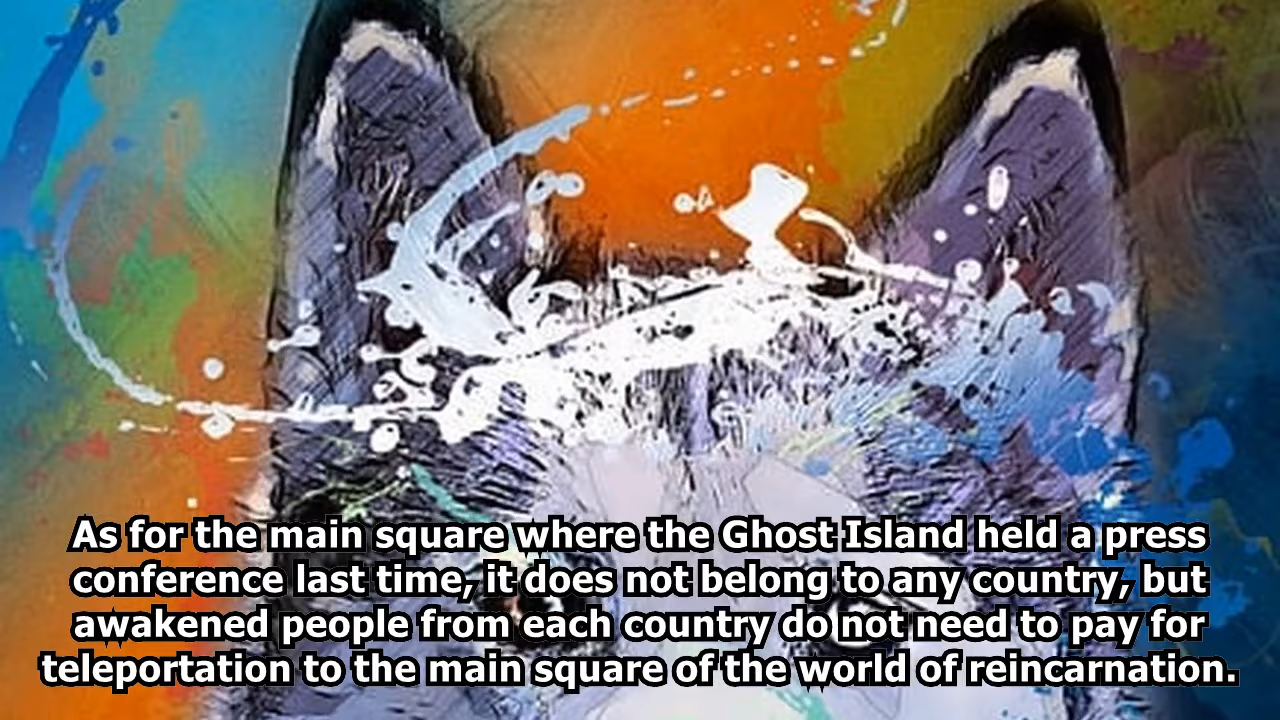 As for the main square where the Ghost Island held a press
conference last time, it does not belong to any country, but
awakened people from each country do not need to pay for
teleportation to the main square of the world of reincarnation.